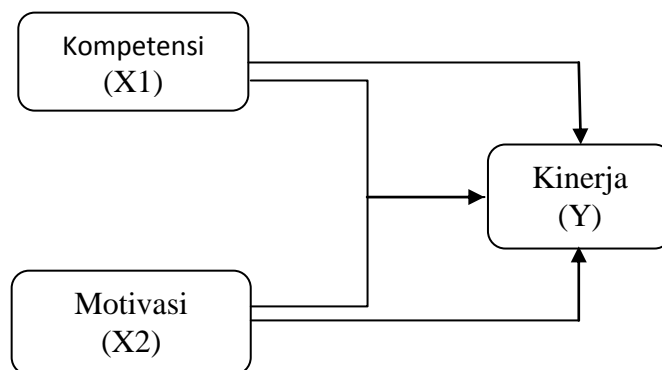 Kompetensi
(X1)
Kinerja
(Y)
Motivasi
(X2)